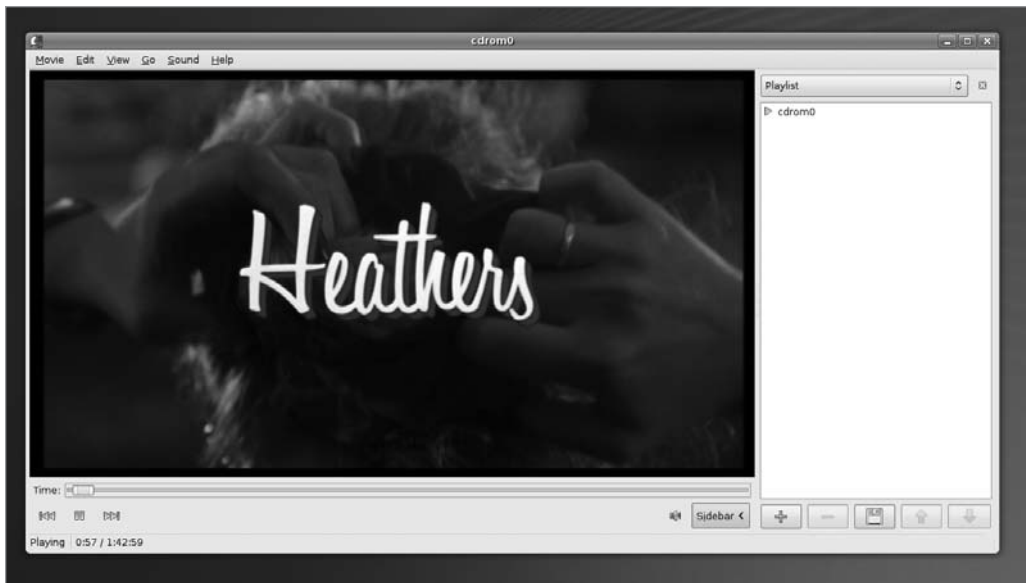 cdrom0
Movie Edit View Go Sound Help
Heathers
Playlist
cdrom0
Time:
Sidebar <
Playing 0:57 / 1:42:59